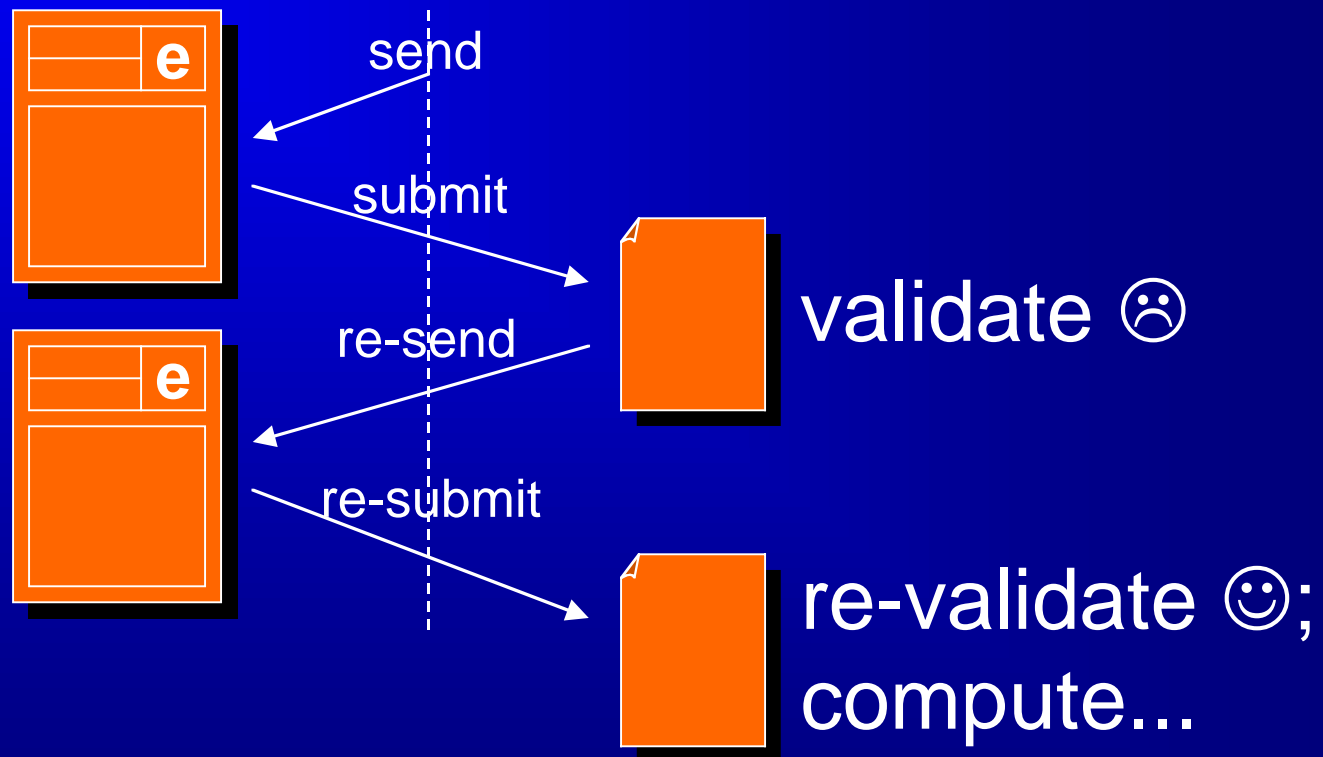 e
send
submit
validate ☹
re-send
e
re-submit
re-validate ☺;
compute...